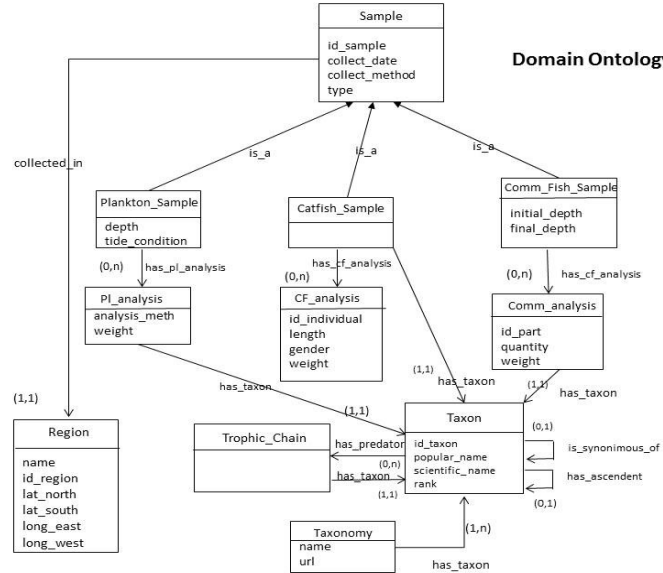 Sample
id_sample
collect_date
collect_method
type
Domain Ontology
collected_in
is_a
is_a
is_a
Plankton_Sample
depth
tide_condition
Catfish_Sample
Comm_Fish_Sample
initial_depth
final_depth
(0,n)
has_pl_analysis
(0,n)
has_cf_analysis
(0,n)
has_cf_analysis
Pl_analysis
analysis_meth
weight
CF_analysis
id_individual
length
gender
weight
Comm_analysis
id_part
quantity
weight
has_taxon
(1,1)
(1,1)
has_taxon
(1,1)
has_taxon
(1,1)
Region
name
id_region
lat_north
lat_south
long_east
long_west
Trophic_Chain
has_predator
(0,n)
has_taxon
(1,1)
Taxon
id_taxon
popular_name
scientific_name
rank
(0,1)
is_synonimous_of
has_ascendent
(0,1)
Taxonomy
name
url
(1,n)
has_taxon